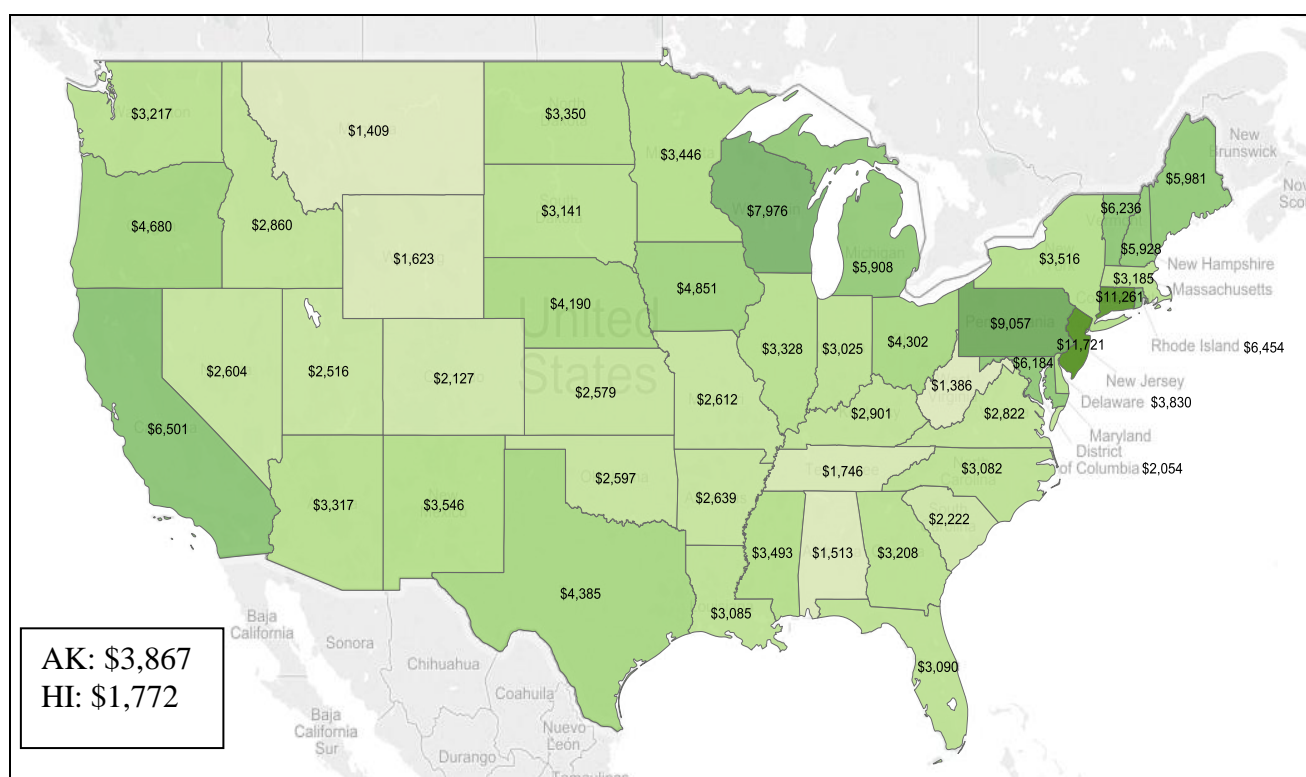 New
Brunswick
$3,217
$3,350
$1,409
$3,446
$5,981
$6,236
$4,680
$2,860
$3,141
$7,976
$1,623
$5,908
$3,516
$5,928
New Hampshire
$3,185
Massachusetts
$4,190
$4,851
$11,261
$9,057
United
States
$3,328
$3,025
$4,302
$11,721
Rhode Island $6,454
$6,184
$2,604
$2,516
$2,127
$2,579
$2,612
$1,386
New Jersey
Delaware $3,830
$6,501
$2,901
$2,822
Maryland
District
of Columbia $2,054
$2,597
$1,746
$3,082
$3,317
$3,546
$2,639
$2,222
$3,493
$1,513
$3,208
$4,385
$3,085
$3,090
Baja
California
Sonora
Chihuahua
Coahuila
AK: $3,867
HI: $1,772
Baja
California
Sur
Nuevo
León
Durango